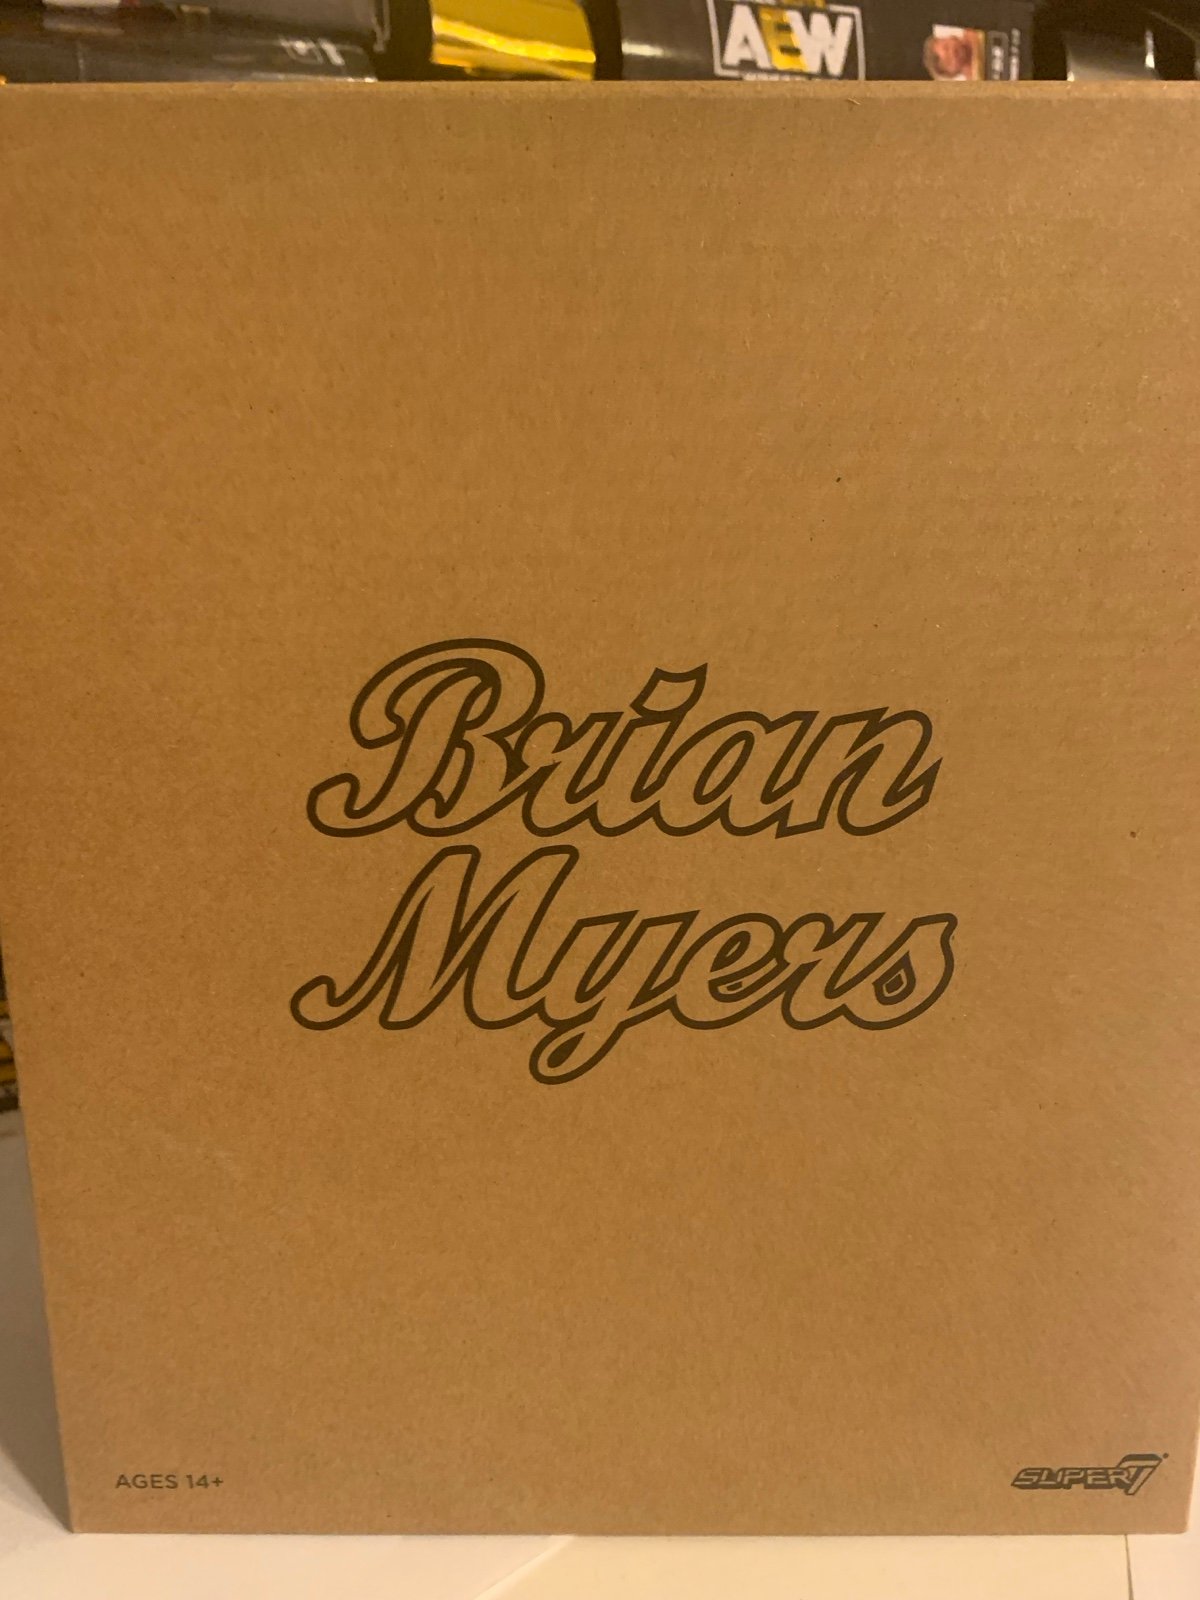 AEW
Brian
Myers
AGES 14+
SUPER7